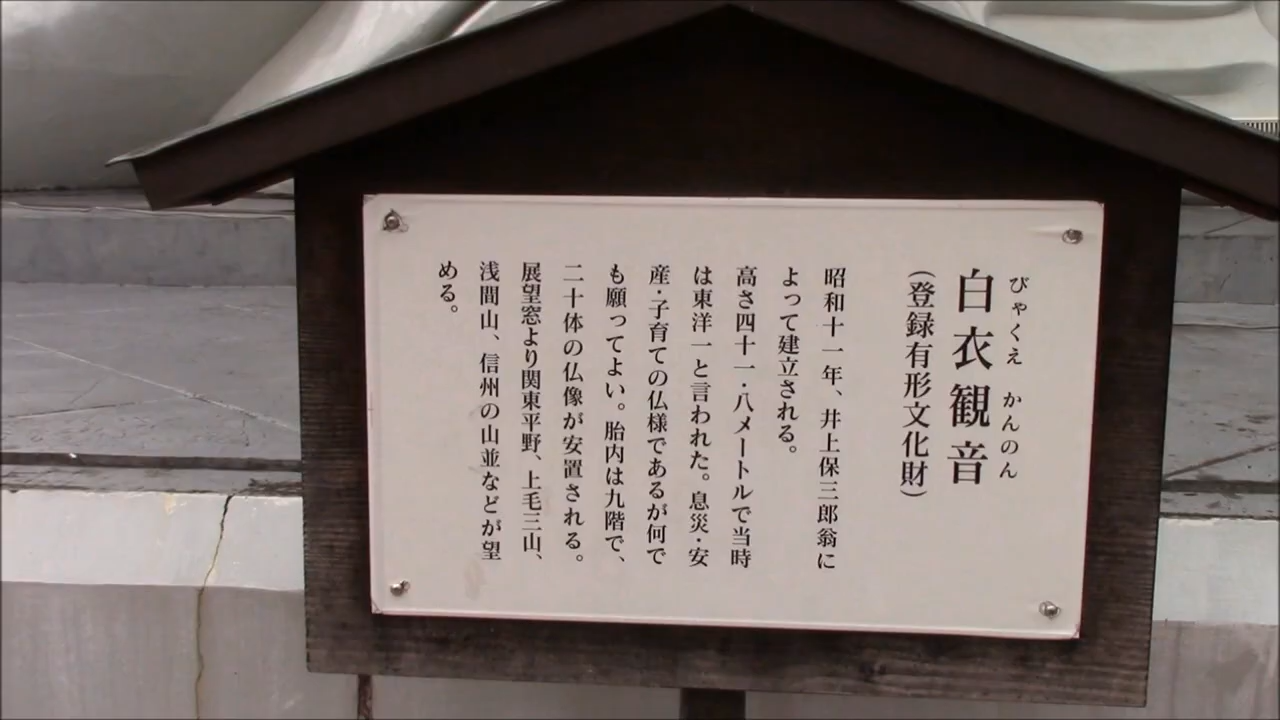 びゃくえ かんのん
白衣観音
(登録有形文化財)
昭和十一年、井上保三郎翁に
よって建立される。
高さ四十一・八メートルで当時
は東洋一と言われた。息災・安
産・子育ての仏様であるが何で
も願ってよい。胎内は九階で、
二十体の仏像が安置される。
展望窓より関東平野、上毛三山、
浅間山、信州の山並などが望
める。